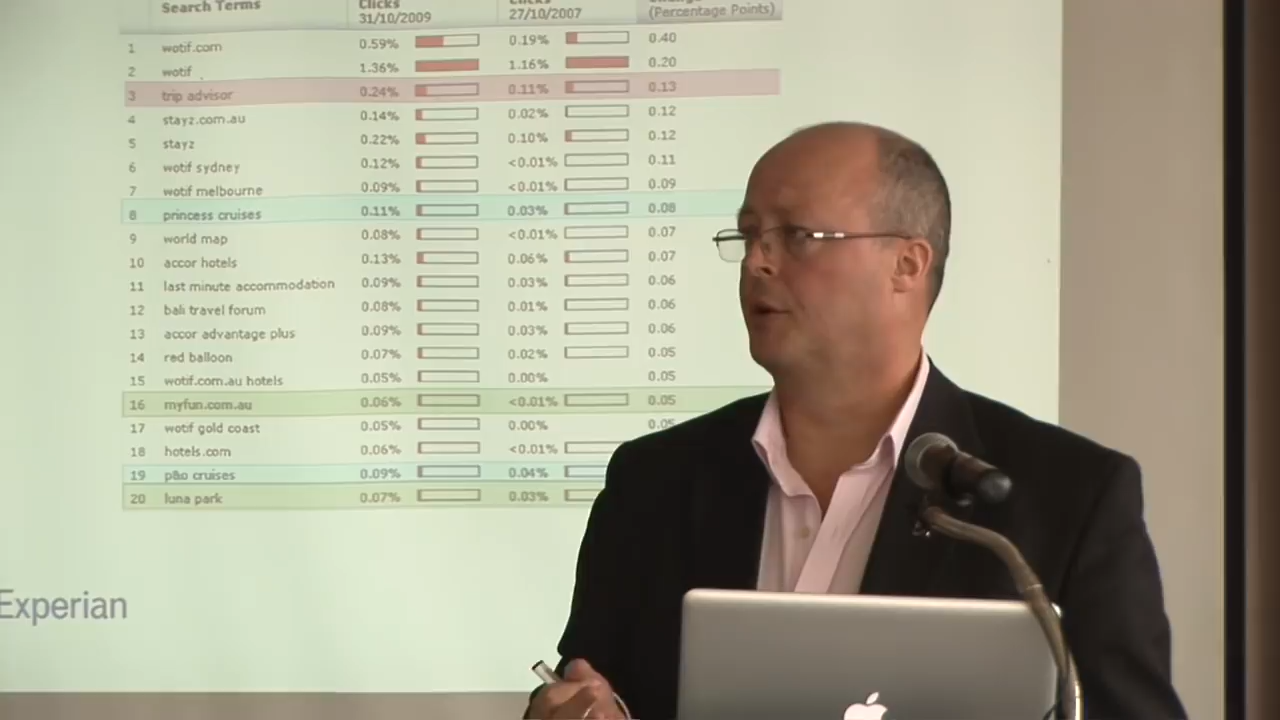 Search Terms Clicks 31/10/2009 Clicks 27/10/2007 (Percentage Points)
1 wotif.com 0.59% 0.19% 0.40
2 wotif 1.36% 1.16% 0.20
3 trip advisor 0.24% 0.11% 0.13
4 stayz.com.au 0.14% 0.02% 0.12
5 stayz 0.22% 0.10% 0.12
6 wotif sydney 0.12% <0.01% 0.11
7 wotif melbourne 0.09% <0.01% 0.09
8 princess cruises 0.11% 0.03% 0.08
9 world map 0.08% <0.01% 0.07
10 accor hotels 0.13% 0.06% 0.07
11 last minute accommodation 0.09% 0.03% 0.06
12 bali travel forum 0.08% 0.01% 0.06
13 accor advantage plus 0.09% 0.03% 0.06
14 red balloon 0.07% 0.02% 0.05
15 wotif.com.au hotels 0.05% 0.00% 0.05
16 myfun.com.au 0.06% <0.01% 0.05
17 wotif gold coast 0.05% 0.00% 0.05
18 hotels.com 0.06% <0.01%
19 p&o cruises 0.09% 0.04%
20 luna park 0.07% 0.03%
Experian